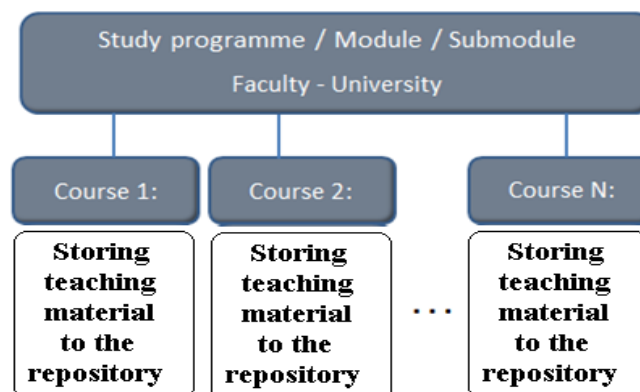 Study programme / Module / Submodule
Faculty - University
Course 1:
Course 2:
Course N:
Storing
teaching
material
to the
repository
Storing
teaching
material
to the
repository
...
Storing
teaching
material
to the
repository